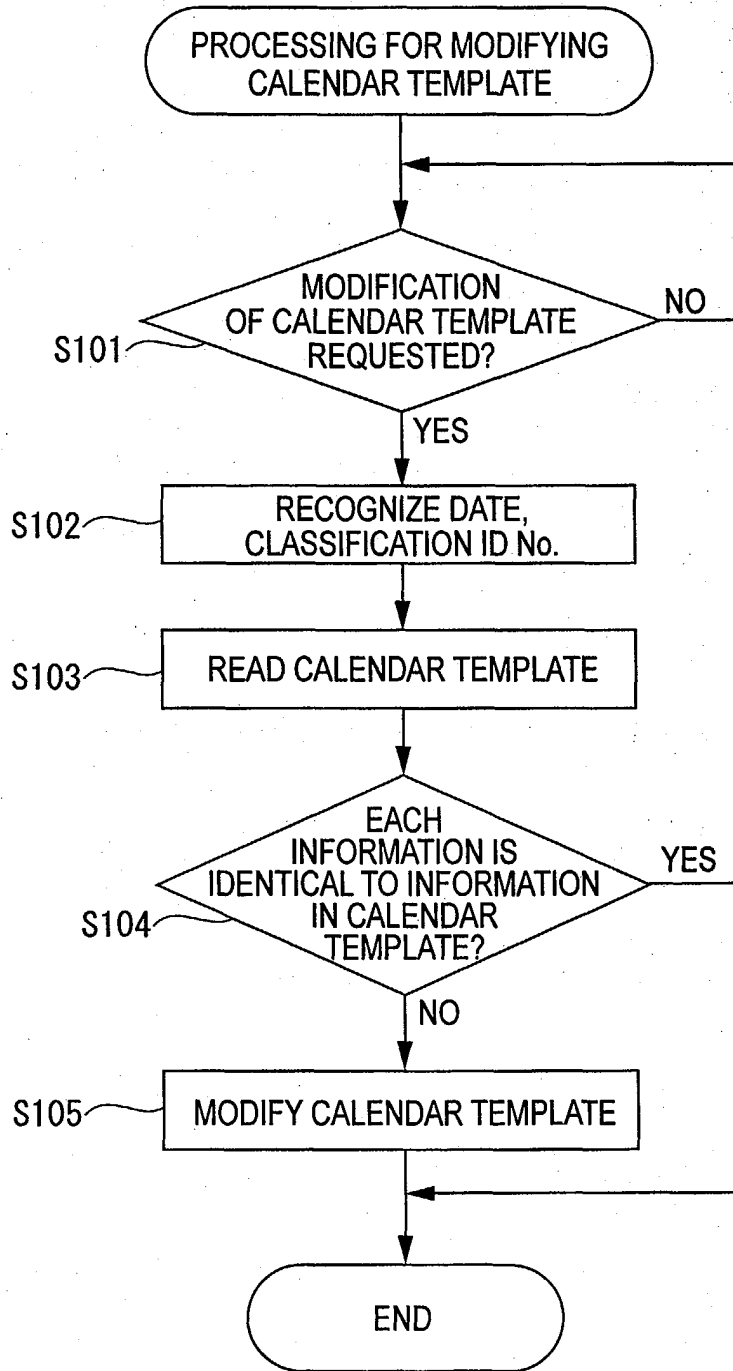 PROCESSING FOR MODIFYING
CALENDAR TEMPLATE
MODIFICATION
OF CALENDAR TEMPLATE
REQUESTED?
NO
S101
YES
S102
RECOGNIZE DATE,
CLASSIFICATION ID No.
S103
READ CALENDAR TEMPLATE
EACH
INFORMATION IS
IDENTICAL TO INFORMATION
IN CALENDAR
TEMPLATE?
YES
S104
NO
S105
MODIFY CALENDAR TEMPLATE
END